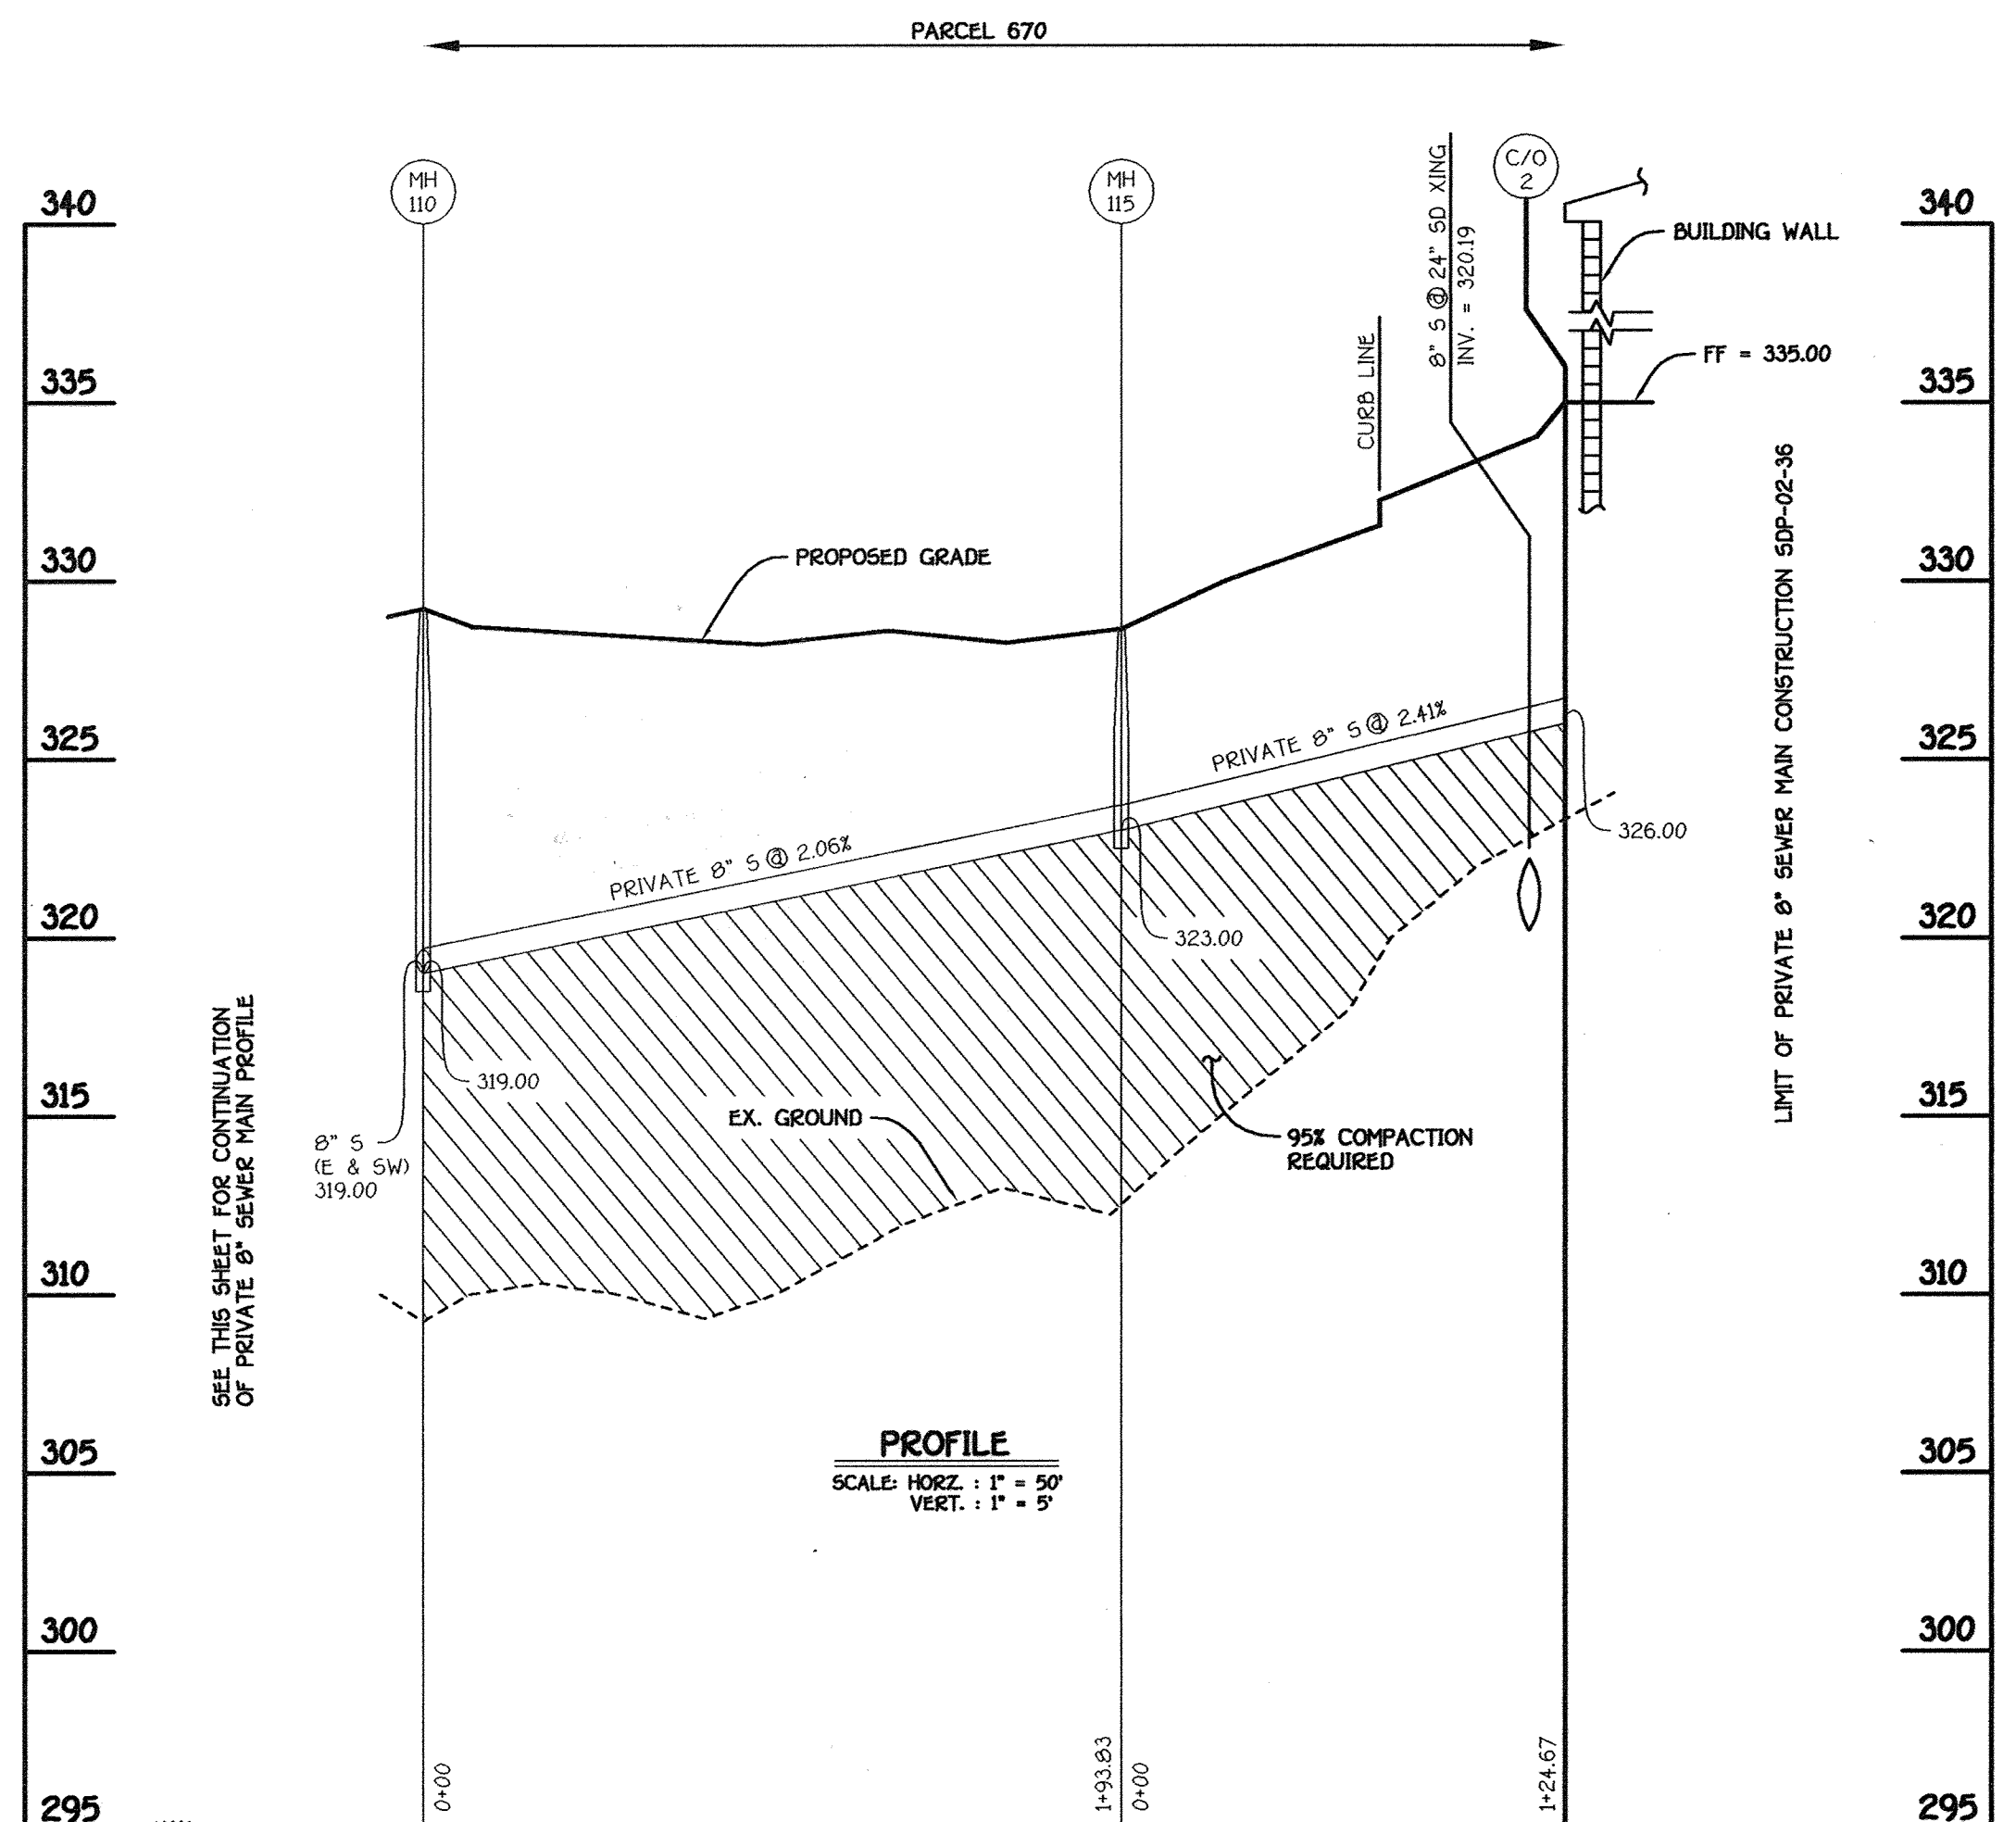 PARCEL 670
MH
110
MH
115
C/O
2
8" S @ 24" SD XING
INV. = 320.19
CURB LINE
BUILDING WALL
FF = 335.00
340
335
330
325
320
315
310
305
300
295
340
335
330
325
320
315
310
305
300
295
PROPOSED GRADE
PRIVATE 8" S @ 2.06%
PRIVATE 8" S @ 2.41%
326.00
323.00
319.00
8" S
(E & SW)
319.00
EX. GROUND
95% COMPACTION
REQUIRED
SEE THIS SHEET FOR CONTINUATION
OF PRIVATE 8" SEWER MAIN PROFILE
LIMIT OF PRIVATE 8" SEWER MAIN CONSTRUCTION SDP-02-36
PROFILE
SCALE: HORZ. : 1" = 50'
VERT. : 1" = 5'
0+00
1+93.83
0+00
1+24.67